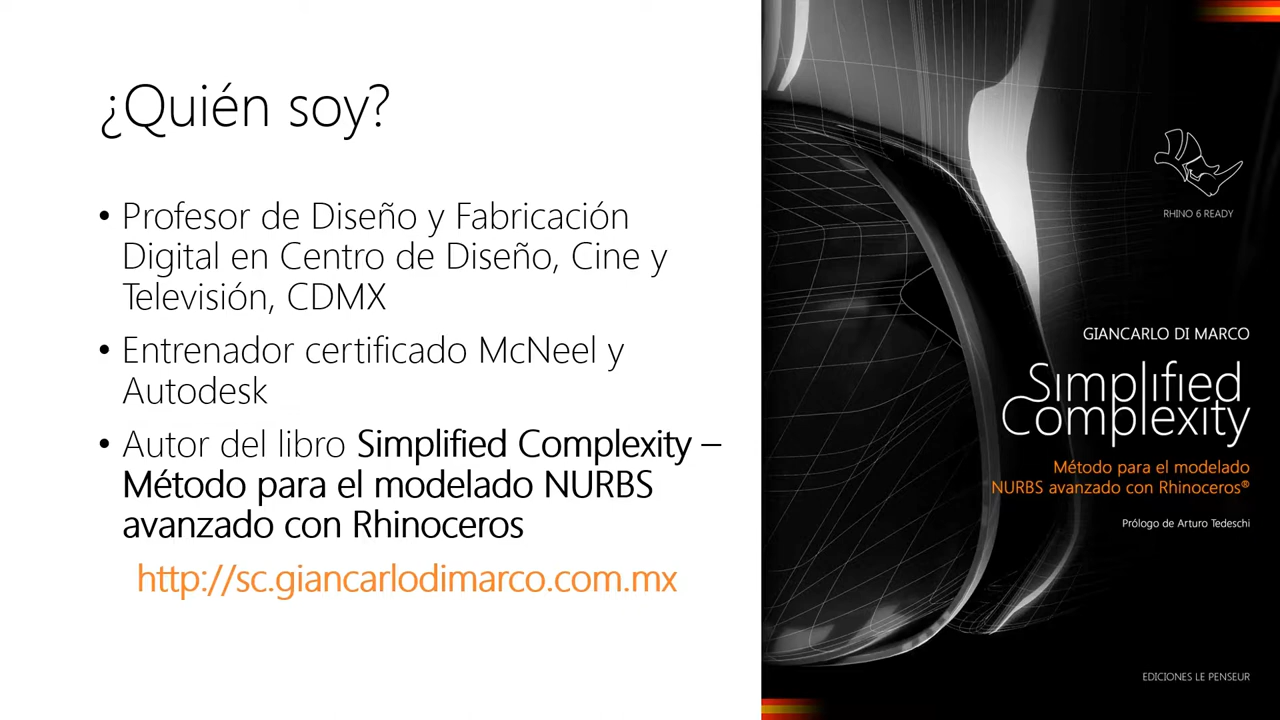 ¿Quién soy?
• Profesor de Diseño y Fabricación
Digital en Centro de Diseño, Cine y
Televisión, CDMX
• Entrenador certificado McNeel y
Autodesk
• Autor del libro Simplified Complexity –
Método para el modelado NURBS
avanzado con Rhinoceros
http://sc.giancarlodimarco.com.mx
RHINO 6 READY
GIANCARLO DI MARCO
Simplified
Complexity
Método para el modelado
NURBS avanzado con Rhinoceros®
Prólogo de Arturo Tedeschi
EDICIONES LE PENSEUR